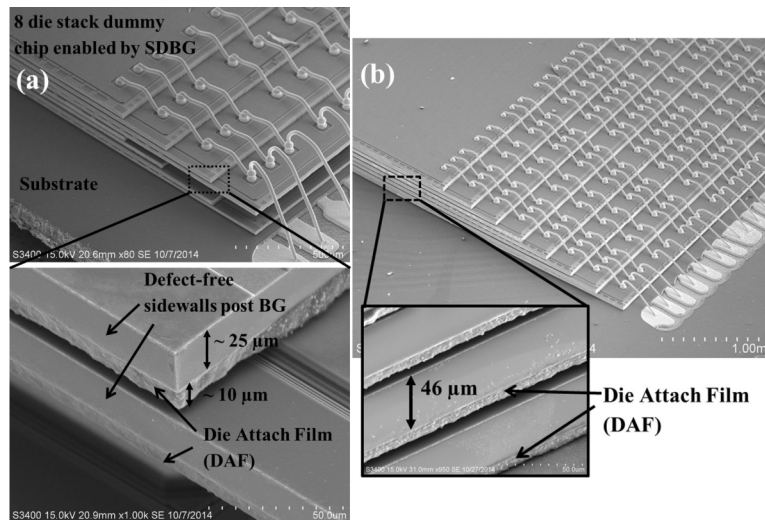 8 die stack dummy
chip enabled by SDBG
(a)
Substrate
S3400 15.0kV 20.6mm x80 SE 10/7/2014
Defect-free
sidewalls post BG
~ 25 µm
~ 10 µm
Die Attach Film
(DAF)
S3400 15.0kV 20.9mm x1.00k SE 10/7/2014
50.0um
(b)
1.00mm
46 µm
Die Attach Film
(DAF)
S3400 15.0kV 31.0mm x950 SE 10/27/2014
50.0um